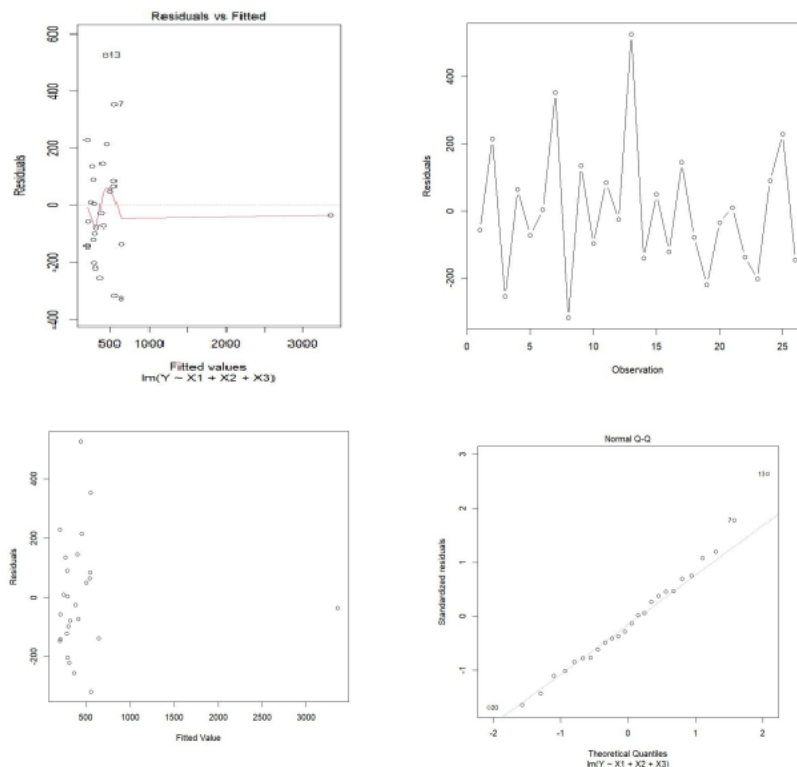 Residuals vs Fitted
Residuals
600
400
200
0
-200
-400
13
7
8
500 1000 2000 3000
Fitted values
lm(Y ~ X1 + X2 + X3)
Residuals
400
200
0
-200
0 5 10 15 20 25
Observation
Residuals
400
200
0
-200
500 1000 1500 2000 2500 3000
Fitted Value
Normal Q-Q
Standardized residuals
3
2
1
0
-1
13
7
-2 -1 0 1 2
Theoretical Quantiles
lm(Y ~ X1 + X2 + X3)